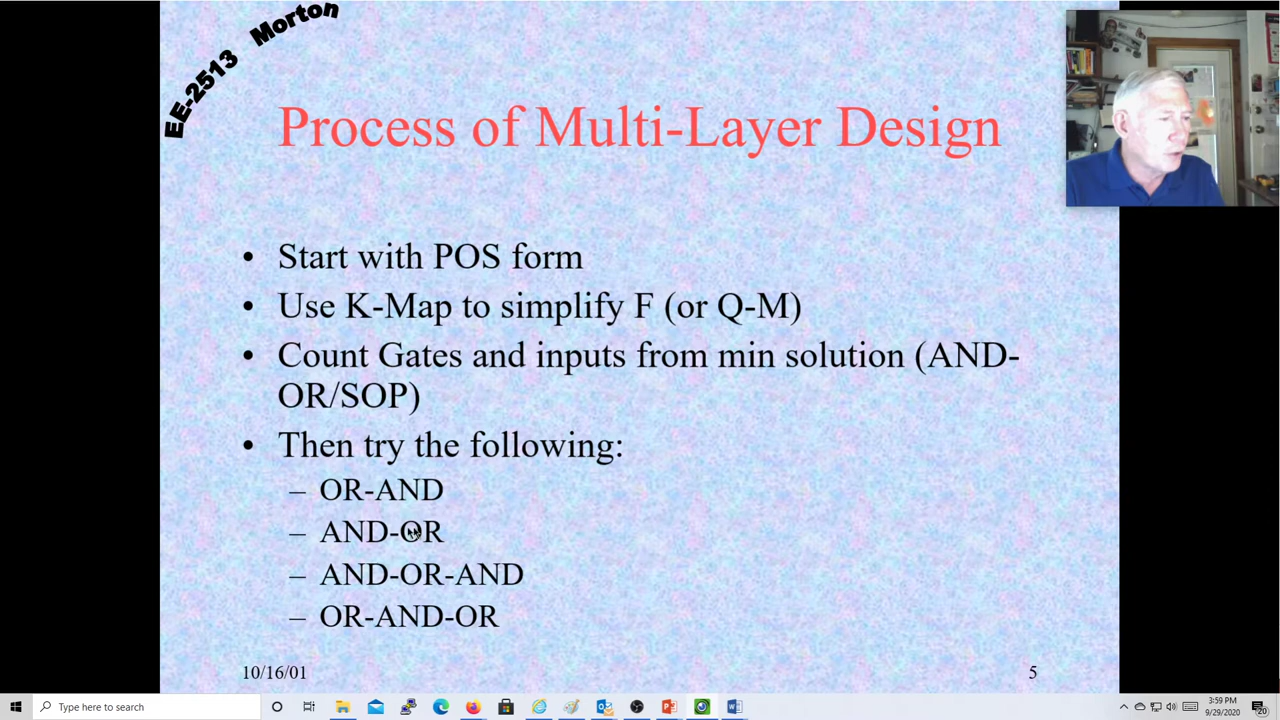 EE-2513 Morton
Process of Multi-Layer Design
• Start with POS form
• Use K-Map to simplify F (or Q-M)
• Count Gates and inputs from min solution (AND-
OR/SOP)
• Then try the following:
– OR-AND
– AND-OR
– AND-OR-AND
– OR-AND-OR
10/16/01
5
Type here to search
3:59 PM
9/29/2020
20